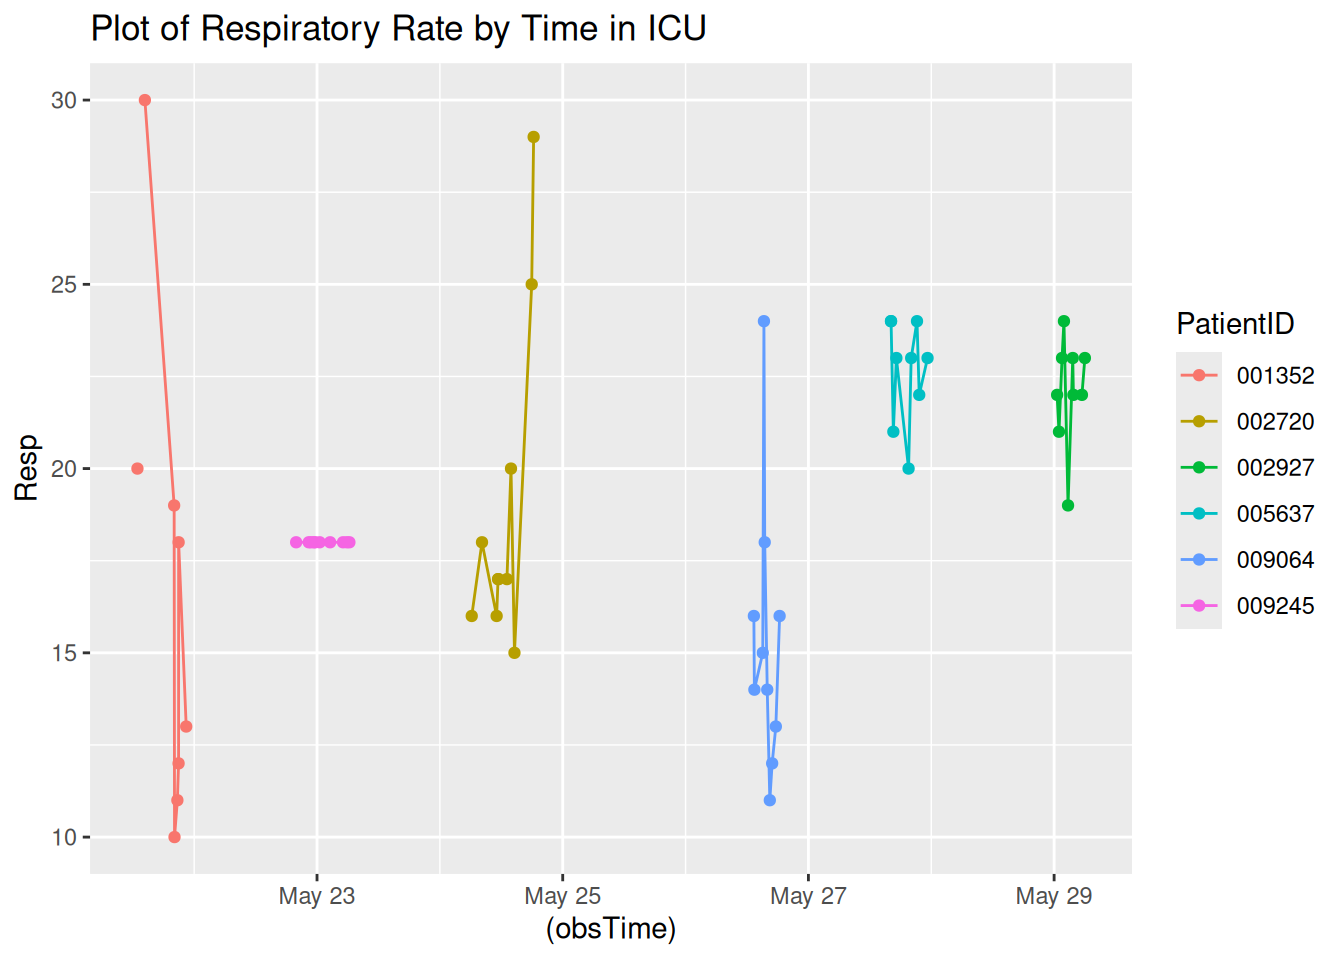 Plot of Respiratory Rate by Time in ICU
30
25
20
15
10
Resp
May 23
May 25
May 27
May 29
(obsTime)
PatientID
001352
002720
002927
005637
009064
009245